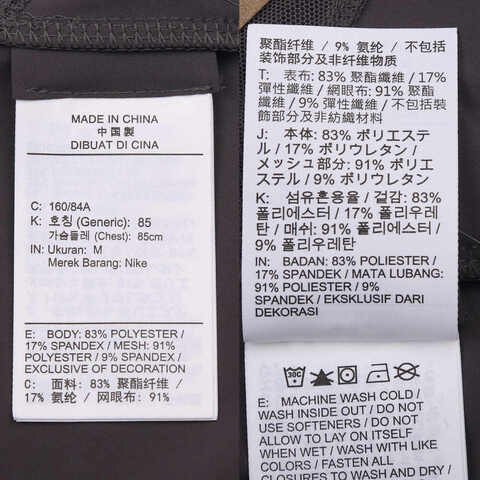 MADE IN CHINA
中国製
DIBUAT DI CINA
C: 160/84A
K: 호칭 (Generic): 85
가슴둘레 (Chest): 85cm
IN: Ukuran: M
Merek Barang: Nike
E: BODY: 83% POLYESTER /
17% SPANDEX / MESH: 91%
POLYESTER / 9% SPANDEX /
EXCLUSIVE OF DECORATION
C: 面料: 83% 聚酯纤维 /
17% 氨纶 / 网眼布: 91%
聚酯纤维 / 9% 氨纶 / 不包括
装饰部分及非纤维物质
T: 表布: 83% 聚酯纖維 / 17%
彈性纖維 / 網眼布: 91% 聚酯
纖維 / 9% 彈性纖維 / 不包括裝
飾部分及非紡織材料
J: 本体: 83% ポリエステ
ル / 17% ポリウレタン /
メッシュ部分: 91% ポリエ
ステル / 9% ポリウレタン
K: 섬유혼용율 / 겉감: 83%
폴리에스터 / 17% 폴리우레
탄 / 매쉬: 91% 폴리에스터 /
9% 폴리우레탄
IN: BADAN: 83% POLIESTER /
17% SPANDEK / MATA LUBANG:
91% POLIESTER / 9%
SPANDEK / EKSKLUSIF DARI
DEKORASI
30C
E: MACHINE WASH COLD /
WASH INSIDE OUT / DO NOT
USE SOFTENERS / DO NOT
ALLOW TO LAY ON ITSELF
WHEN WET / WASH WITH LIKE
COLORS / FASTEN ALL
CLOSURES TO WASH AND DRY /